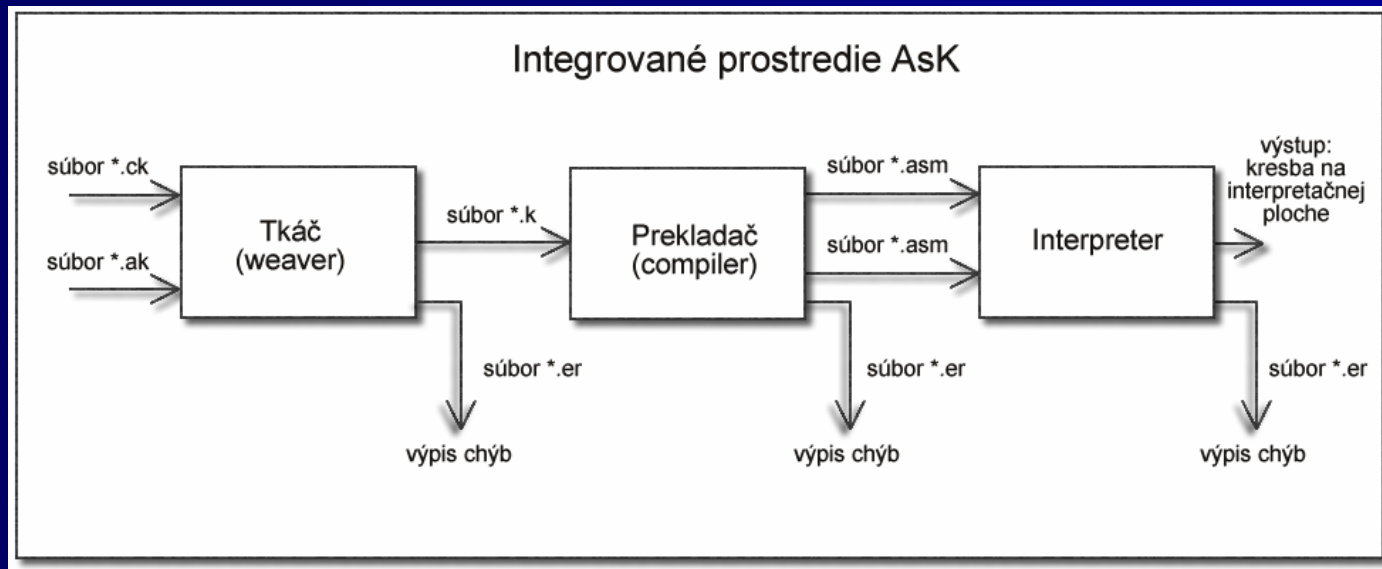 Integrované prostredie AsK
súbor *.ck
súbor *.ak
Tkáč
(weaver)
súbor *.k
Prekladač
(compiler)
súbor *.asm
súbor *.asm
Interpreter
výstup:
kresba na
interpretačnej
ploche
súbor *.er
súbor *.er
súbor *.er
výpis chýb
výpis chýb
výpis chýb